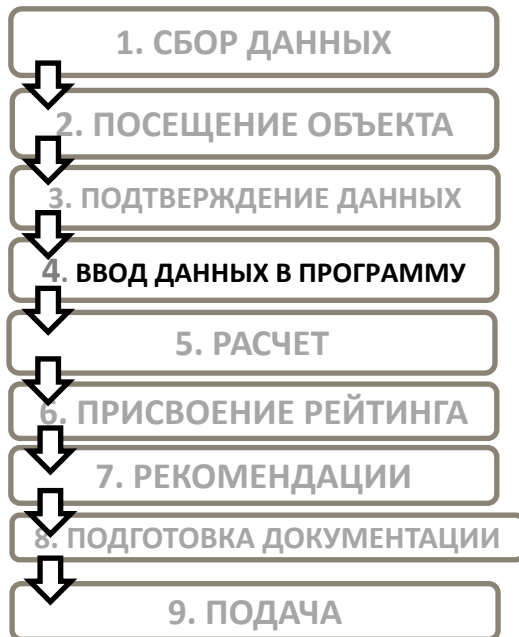 1. СБОР ДАННЫХ
2. ПОСЕЩЕНИЕ ОБЪЕКТА
3. ПОДТВЕРЖДЕНИЕ ДАННЫХ
4. ВВОД ДАННЫХ В ПРОГРАММУ
5. РАСЧЕТ
6. ПРИСВОЕНИЕ РЕЙТИНГА
7. РЕКОМЕНДАЦИИ
8. ПОДГОТОВКА ДОКУМЕНТАЦИИ
9. ПОДАЧА